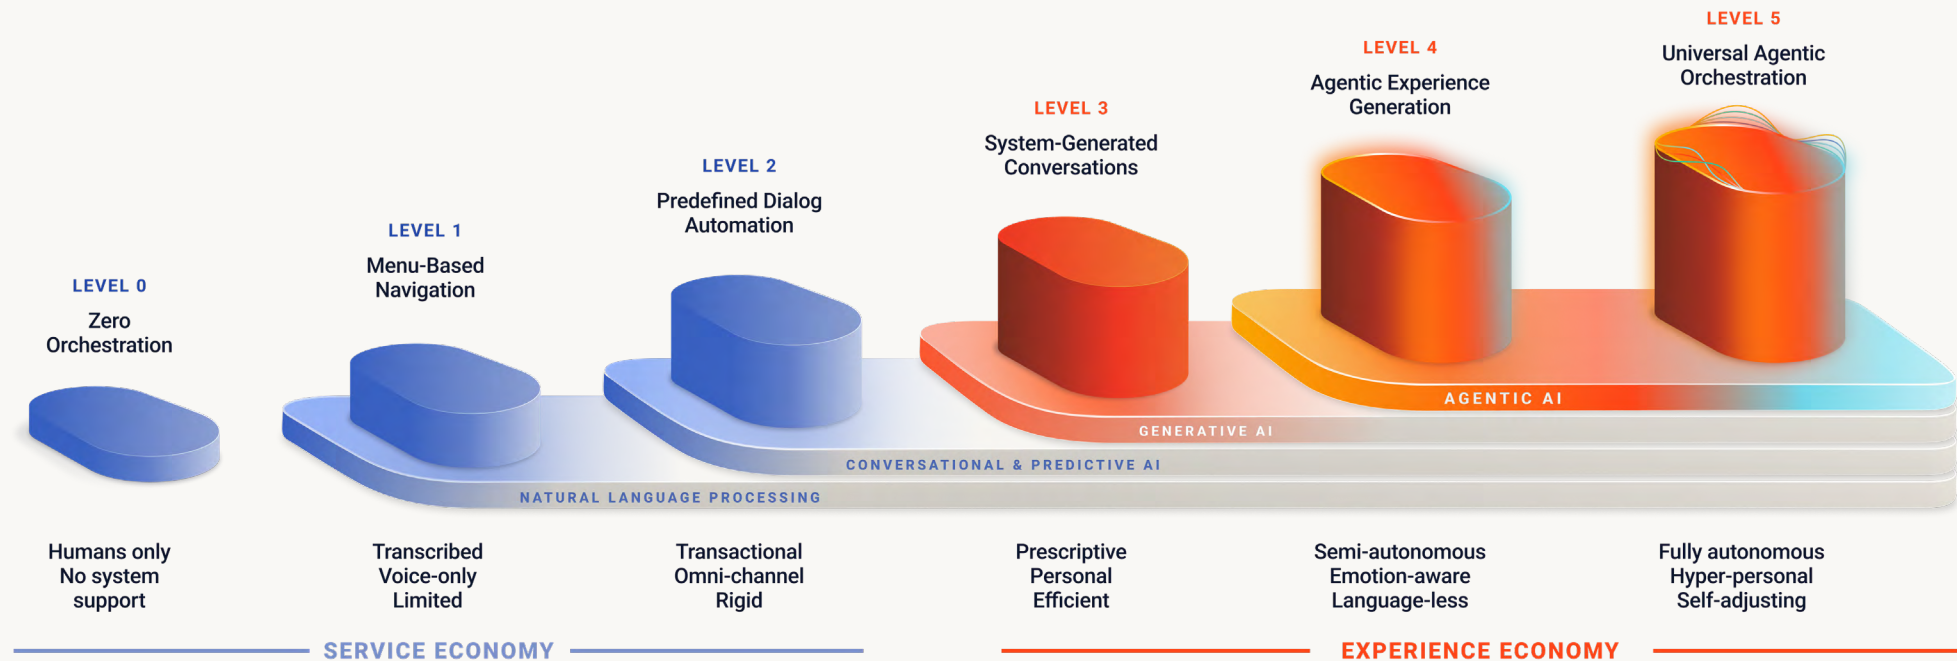 LEVEL 0
Zero
Orchestration
LEVEL 1
Menu-Based
Navigation
LEVEL 2
Predefined Dialog
Automation
LEVEL 3
System-Generated
Conversations
LEVEL 4
Agentic Experience
Generation
LEVEL 5
Universal Agentic
Orchestration
AGENTIC AI
GENERATIVE AI
CONVERSATIONAL & PREDICTIVE AI
NATURAL LANGUAGE PROCESSING
Humans only
No system
support
Transcribed
Voice-only
Limited
Transactional
Omni-channel
Rigid
Prescriptive
Personal
Efficient
Semi-autonomous
Emotion-aware
Language-less
Fully autonomous
Hyper-personal
Self-adjusting
SERVICE ECONOMY
EXPERIENCE ECONOMY